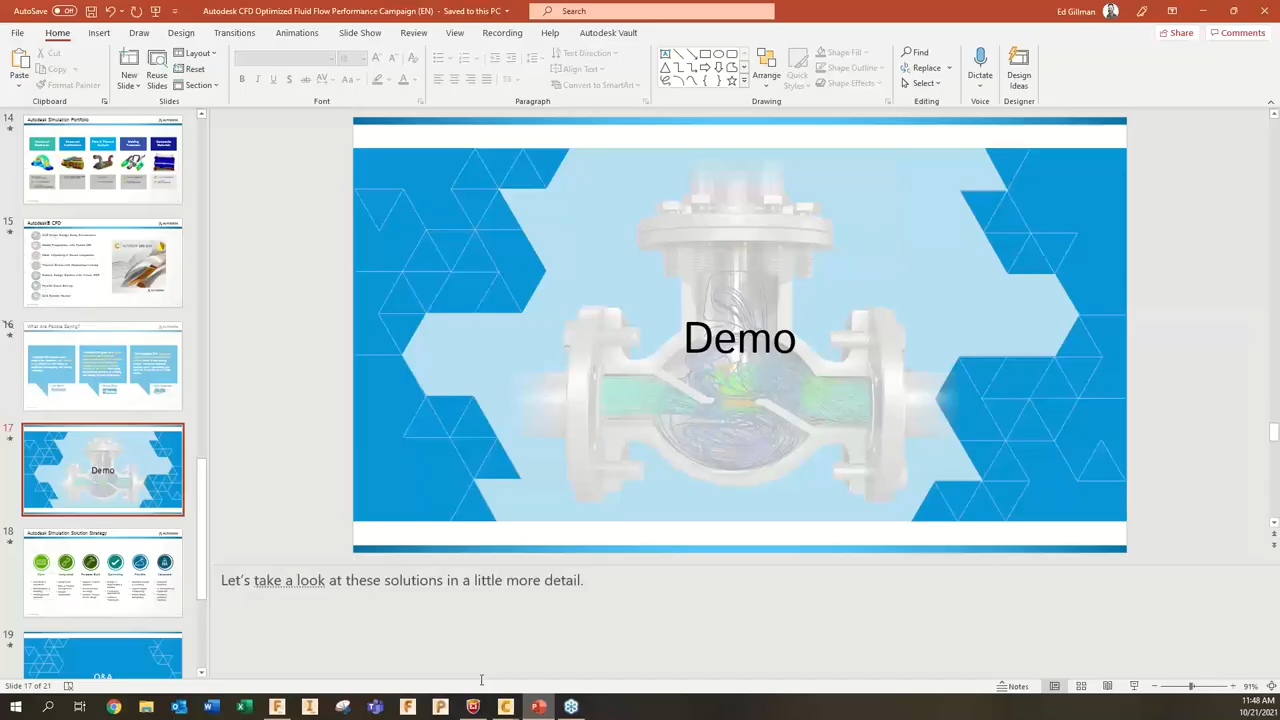 AutoSave Off
Autodesk CFD Optimized Fluid Flow Performance Campaign (EN) - Saved to this PC
Search
Ed Gillman
File Home Insert Draw Design Transitions Animations Slide Show Review View Recording Help Autodesk Vault
Share Comments
Paste
Cut
Copy
Format Painter
Clipboard
New Slide
Reuse Slides
Layout
Reset
Section
Slides
18
Font
Text Direction
Align Text
Convert to SmartArt
Paragraph
Arrange
Quick Styles
Shape Fill
Shape Outline
Shape Effects
Drawing
Find
Replace
Select
Editing
Dictate
Voice
Design Ideas
Designer
14
Autodesk Simulation Portfolio
15
Autodesk® CFD
16
What Are People Saying?
17
Demo
18
Autodesk Simulation Solution Strategy
19
Q&A
Demo
Let's take a look at these solutions in a little more detail.
Slide 17 of 21
Notes
91%
11:48 AM
10/21/2021